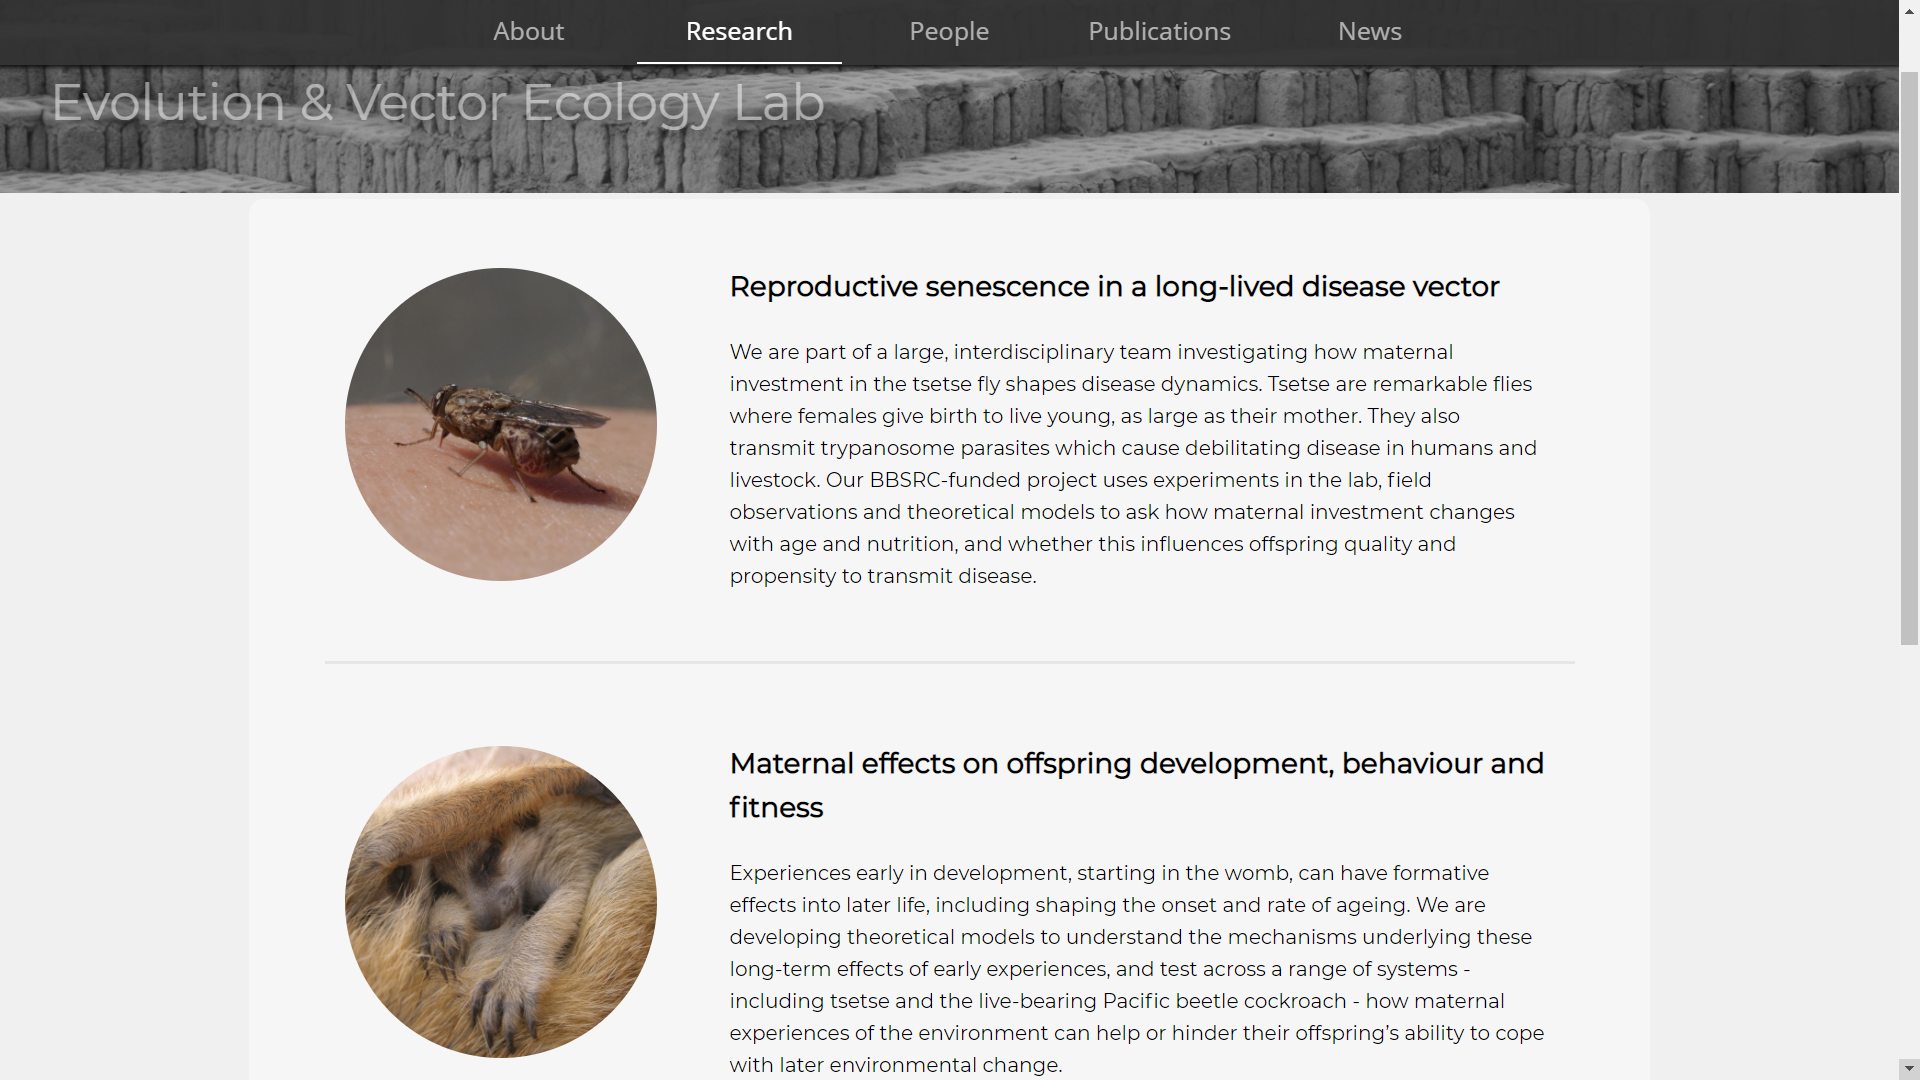 About
Research
People
Publications
News
Evolution & Vector Ecology Lab
Reproductive senescence in a long-lived disease vector
We are part of a large, interdisciplinary team investigating how maternal
investment in the tsetse fly shapes disease dynamics. Tsetse are remarkable flies
where females give birth to live young, as large as their mother. They also
transmit trypanosome parasites which cause debilitating disease in humans and
livestock. Our BBSRC-funded project uses experiments in the lab, field
observations and theoretical models to ask how maternal investment changes
with age and nutrition, and whether this influences offspring quality and
propensity to transmit disease.
Maternal effects on offspring development, behaviour and
fitness
Experiences early in development, starting in the womb, can have formative
effects into later life, including shaping the onset and rate of ageing. We are
developing theoretical models to understand the mechanisms underlying these
long-term effects of early experiences, and test across a range of systems -
including tsetse and the live-bearing Pacific beetle cockroach - how maternal
experiences of the environment can help or hinder their offspring’s ability to cope
with later environmental change.